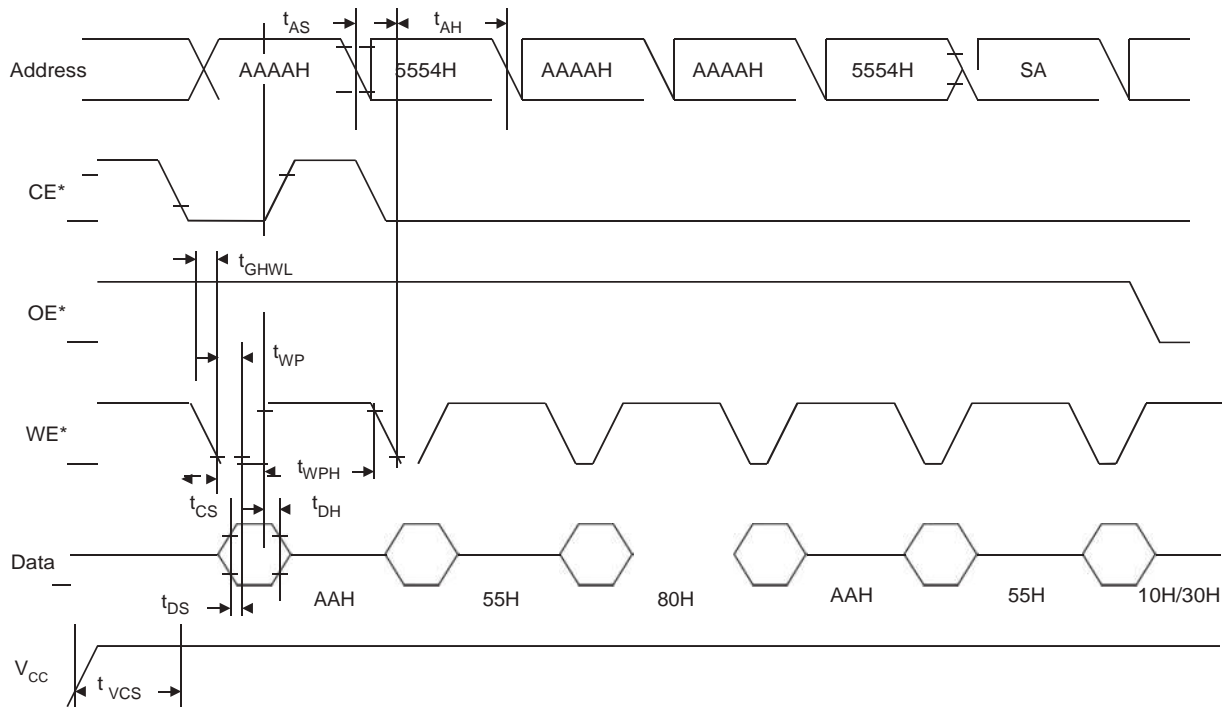 tAS tAH
Address AAAAH 5554H AAAAH AAAAH 5554H SA
CE*
tGHWL
OE*
tWP
WE*
tWPH
tCS tDH
Data
AAH 55H 80H AAH 55H 10H/30H
tDS
VCC
tVCS